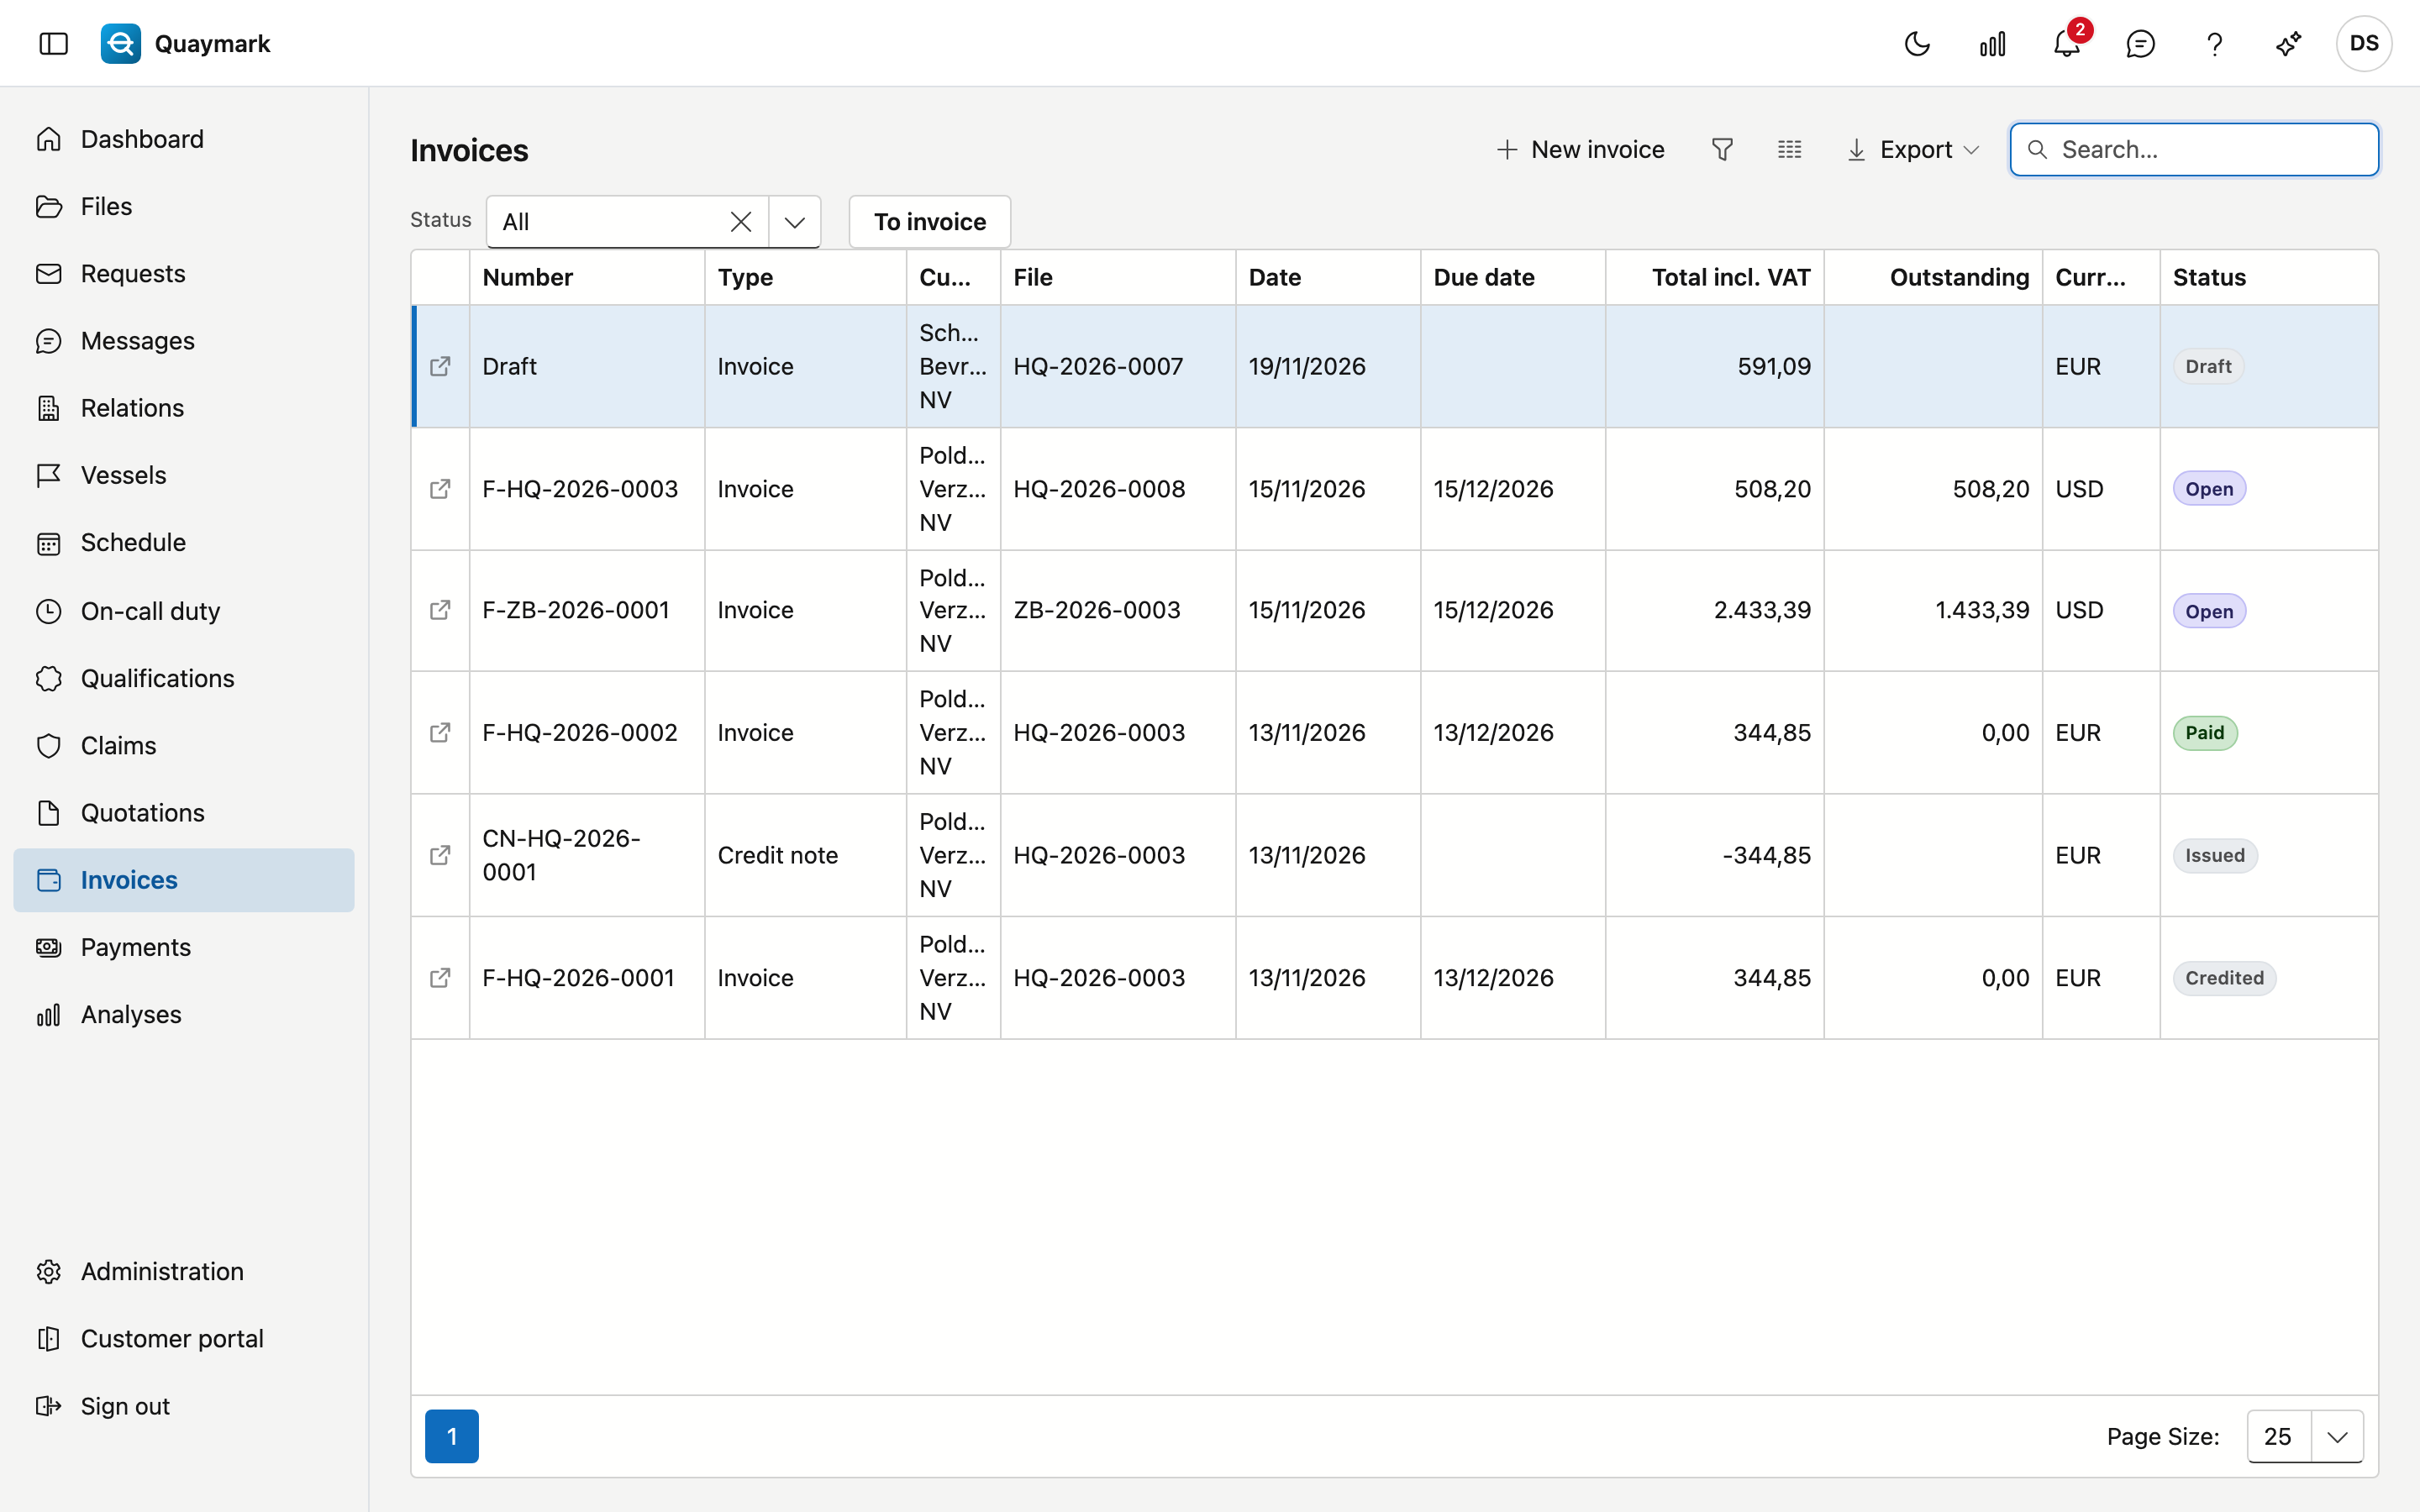 Quaymark
2
DS
Dashboard
Files
Requests
Messages
Relations
Vessels
Schedule
On-call duty
Qualifications
Claims
Quotations
Invoices
Payments
Analyses
Administration
Customer portal
Sign out
Invoices
New invoice
Export
Search...
Status
All
To invoice
Number Type Cu... File Date Due date Total incl. VAT Outstanding Curr... Status
Draft Invoice Sch... Bevr... NV HQ-2026-0007 19/11/2026 591,09 EUR Draft
F-HQ-2026-0003 Invoice Pold... Verz... NV HQ-2026-0008 15/11/2026 15/12/2026 508,20 508,20 USD Open
F-ZB-2026-0001 Invoice Pold... Verz... NV ZB-2026-0003 15/11/2026 15/12/2026 2.433,39 1.433,39 USD Open
F-HQ-2026-0002 Invoice Pold... Verz... NV HQ-2026-0003 13/11/2026 13/12/2026 344,85 0,00 EUR Paid
CN-HQ-2026-0001 Credit note Pold... Verz... NV HQ-2026-0003 13/11/2026 -344,85 EUR Issued
F-HQ-2026-0001 Invoice Pold... Verz... NV HQ-2026-0003 13/11/2026 13/12/2026 344,85 0,00 EUR Credited
1
Page Size: 25